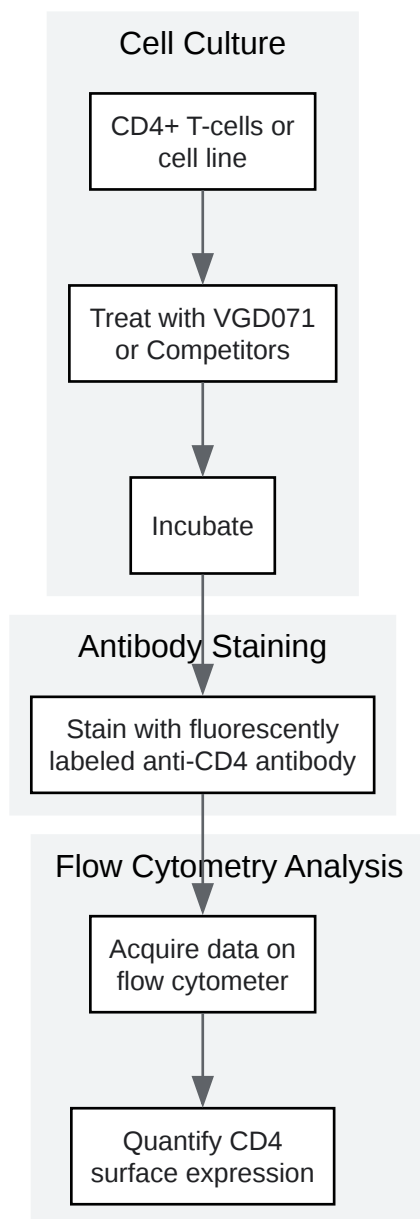 Cell Culture
CD4+ T-cells or
cell line
Treat with VGD071
or Competitors
Incubate
Antibody Staining
Stain with fluorescently
labeled anti-CD4 antibody
Flow Cytometry Analysis
Acquire data on
flow cytometer
Quantify CD4
surface expression